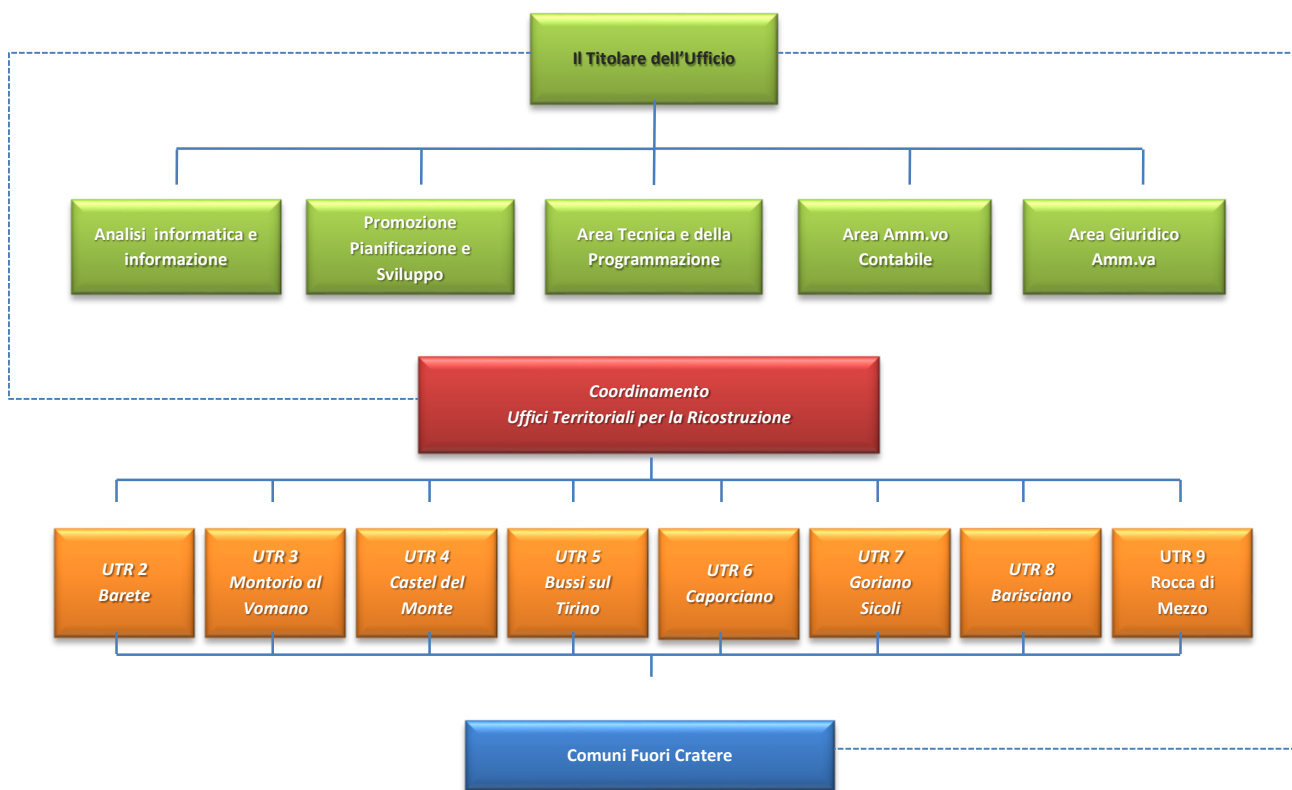 Il Titolare dell'Ufficio
Analisi informatica e
informazione
Promozione
Pianificazione e
Sviluppo
Area Tecnica e della
Programmazione
Area Amm.vo
Contabile
Area Giuridico
Amm.va
Coordinamento
Uffici Territoriali per la Ricostruzione
UTR 2
Barete
UTR 3
Montorio al
Vomano
UTR 4
Castel del
Monte
UTR 5
Bussi sul
Tirino
UTR 6
Caporciano
UTR 7
Goriano
Sicoli
UTR 8
Barisciano
UTR 9
Rocca di
Mezzo
Comuni Fuori Cratere